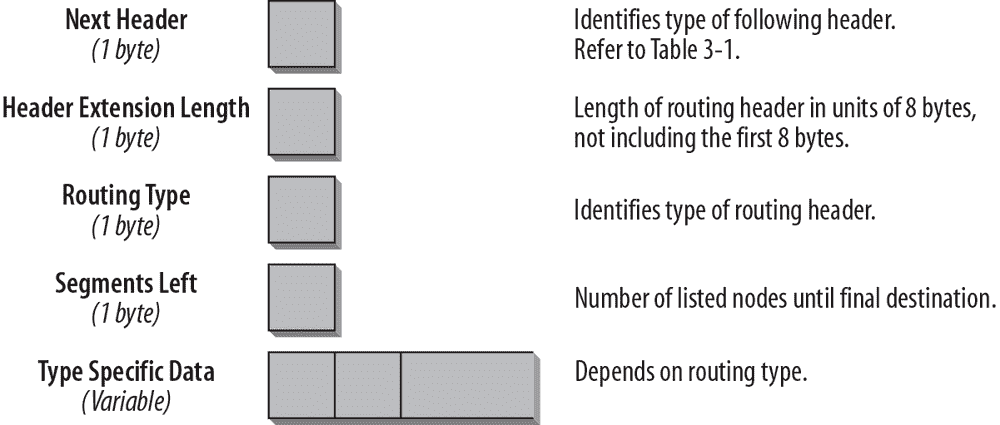 Next Header
(1 byte)
Identifies type of following header.
Refer to Table 3-1.
Header Extension Length
(1 byte)
Length of routing header in units of 8 bytes,
not including the first 8 bytes.
Routing Type
(1 byte)
Identifies type of routing header.
Segments Left
(1 byte)
Number of listed nodes until final destination.
Type Specific Data
(Variable)
Depends on routing type.